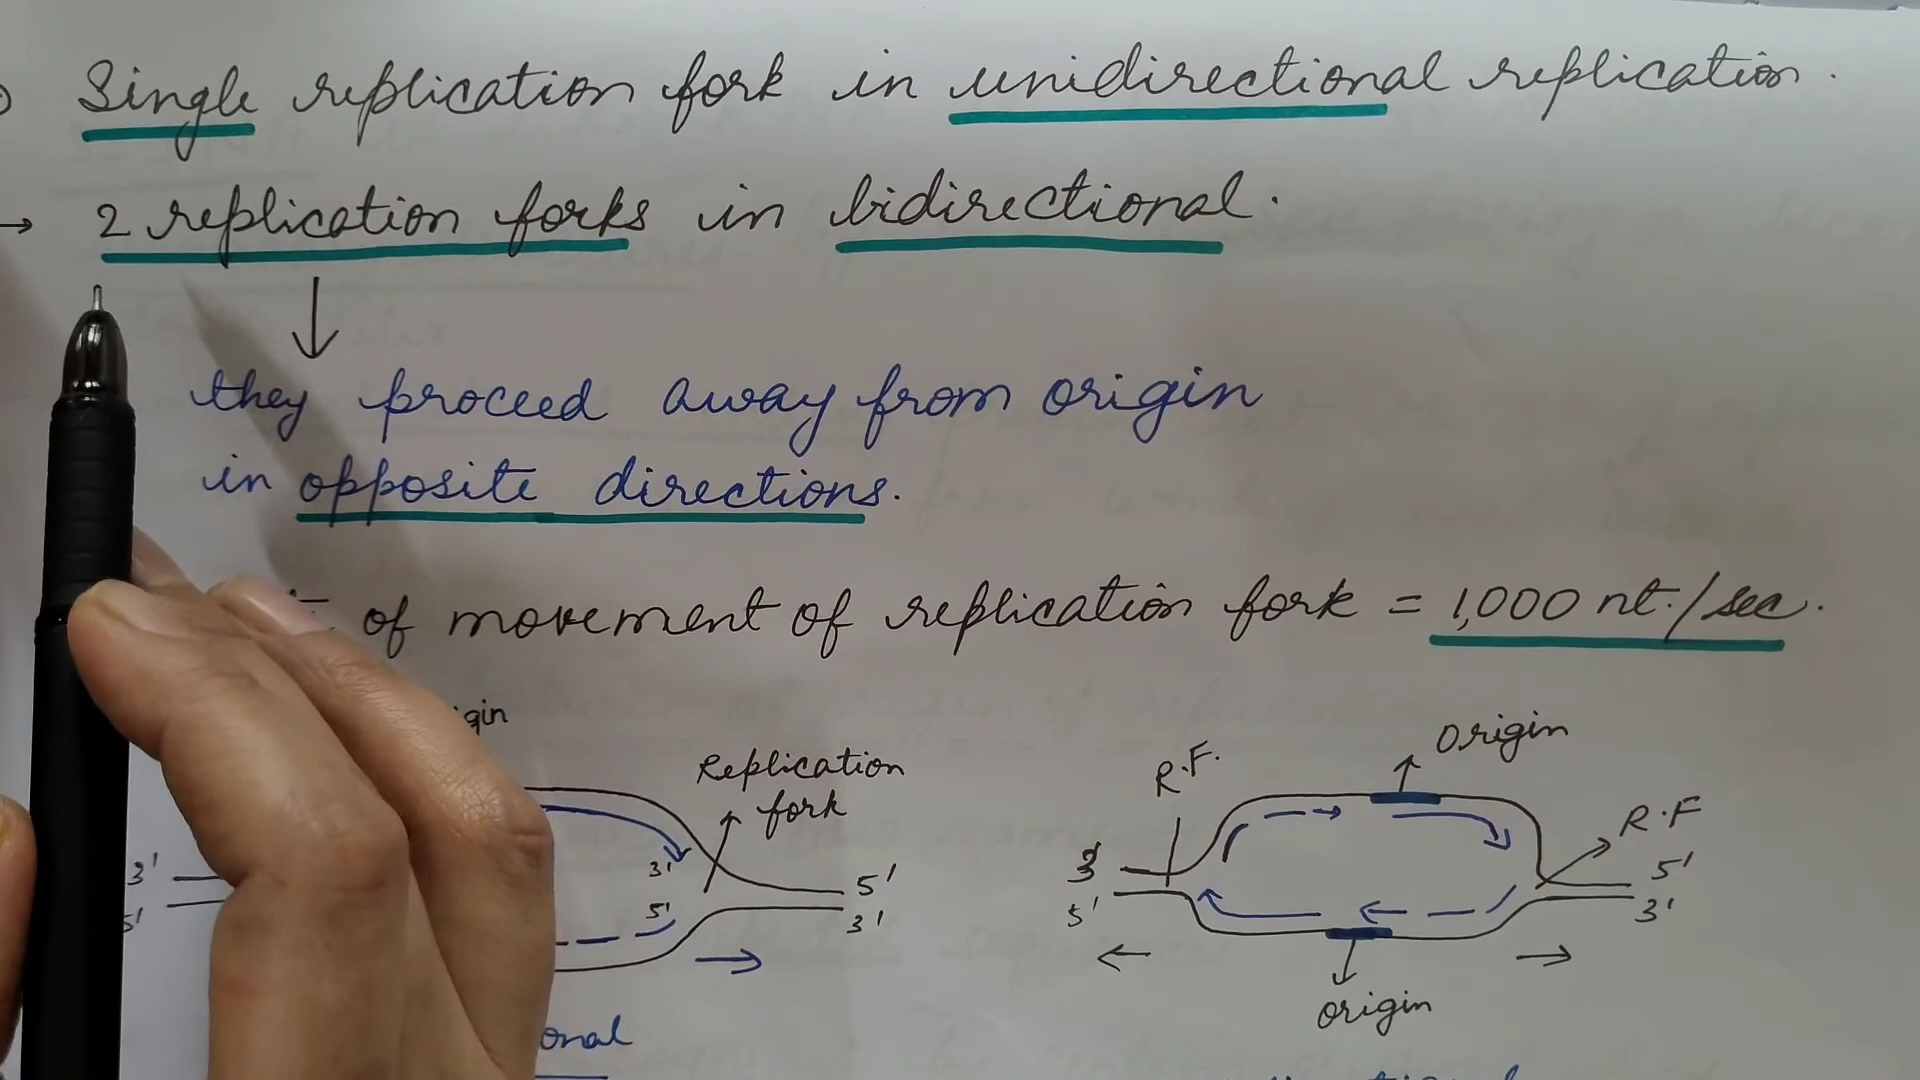 Single replication fork in unidirectional replication.
→ 2 replication forks in bidirectional.
↓
they proceed away from origin
in opposite directions.
of movement of replication fork = 1,000 nt./sec.
Origin
R.F.
Replication
fork
R.F
3'
3'
5'
5'
5'
3'
3
5'
5'
3'
origin